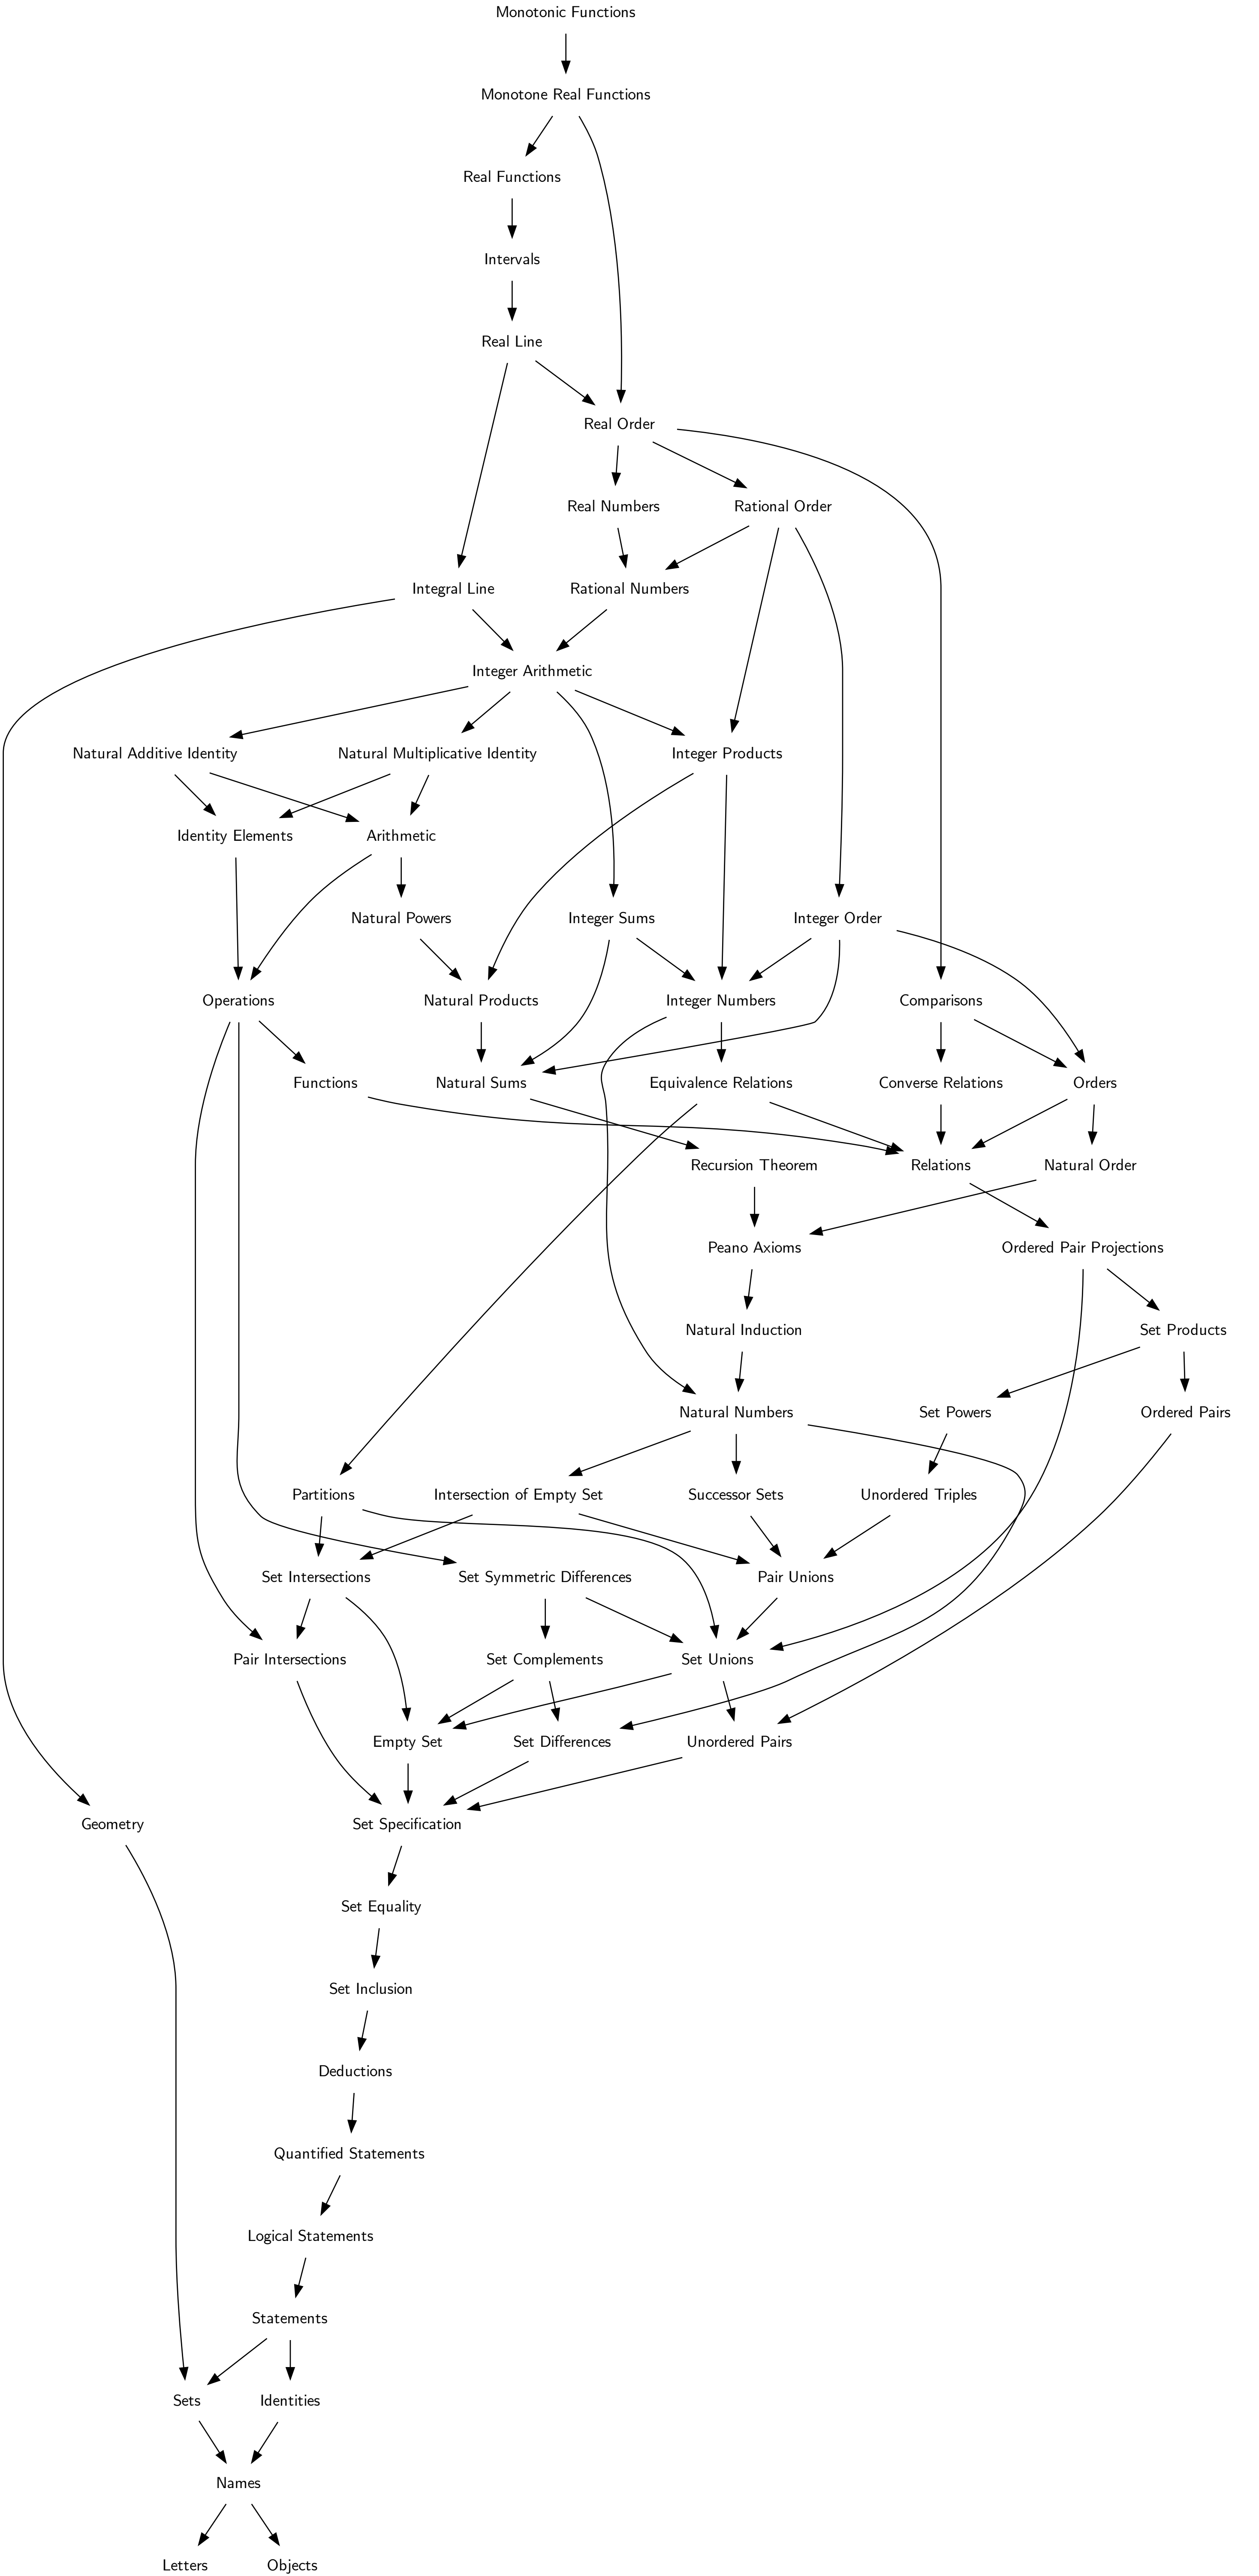 Monotonic Functions
Monotone Real Functions
Real Functions
Intervals
Real Line
Real Order
Real Numbers
Rational Order
Integral Line
Rational Numbers
Integer Arithmetic
Natural Additive Identity
Natural Multiplicative Identity
Integer Products
Identity Elements
Arithmetic
Natural Powers
Integer Sums
Integer Order
Operations
Natural Products
Integer Numbers
Comparisons
Functions
Natural Sums
Equivalence Relations
Converse Relations
Orders
Recursion Theorem
Relations
Natural Order
Peano Axioms
Ordered Pair Projections
Natural Induction
Set Products
Natural Numbers
Set Powers
Ordered Pairs
Partitions
Intersection of Empty Set
Successor Sets
Unordered Triples
Set Intersections
Set Symmetric Differences
Pair Unions
Pair Intersections
Set Complements
Set Unions
Empty Set
Set Differences
Unordered Pairs
Geometry
Set Specification
Set Equality
Set Inclusion
Deductions
Quantified Statements
Logical Statements
Statements
Sets
Identities
Names
Letters
Objects